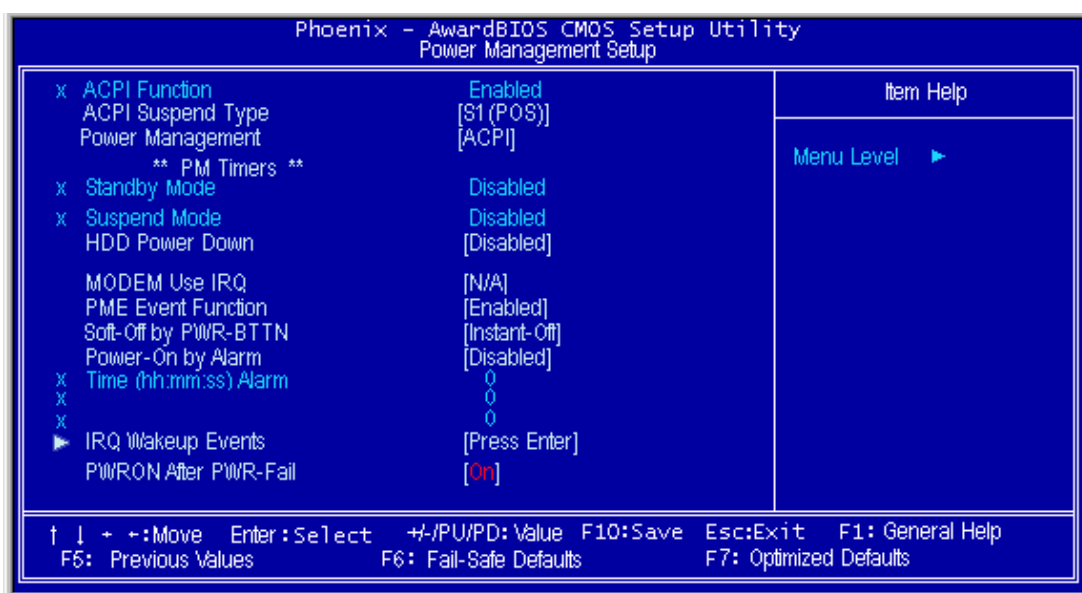 Phoenix – AwardBIOS CMOS Setup Utility
Power Management Setup
x ACPI Function Enabled
ACPI Suspend Type [S1(POS)]
Power Management [ACPI]
** PM Timers **
x Standby Mode Disabled
x Suspend Mode Disabled
HDD Power Down [Disabled]
MODEM Use IRQ [N/A]
PME Event Function [Enabled]
Soft-Off by PWR-BTTN [Instant-Off]
Power-On by Alarm [Disabled]
x Time (hh:mm:ss) Alarm 0
x 0
x 0
► IRQ Wakeup Events [Press Enter]
PWRON After PWR-Fail [On]
Item Help
Menu Level ►
↑ ↓ + ←:Move Enter:Select +/-/PU/PD: Value F10:Save Esc:Exit F1: General Help
F5: Previous Values F6: Fail-Safe Defaults F7: Optimized Defaults